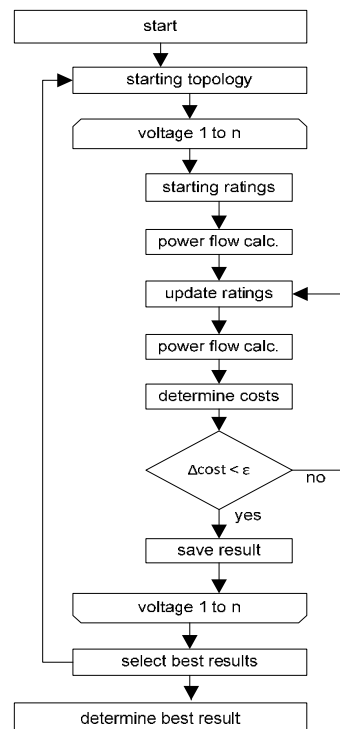 start
starting topology
voltage 1 to n
starting ratings
power flow calc.
update ratings
power flow calc.
determine costs
Δcost < ε
no
yes
save result
voltage 1 to n
select best results
determine best result